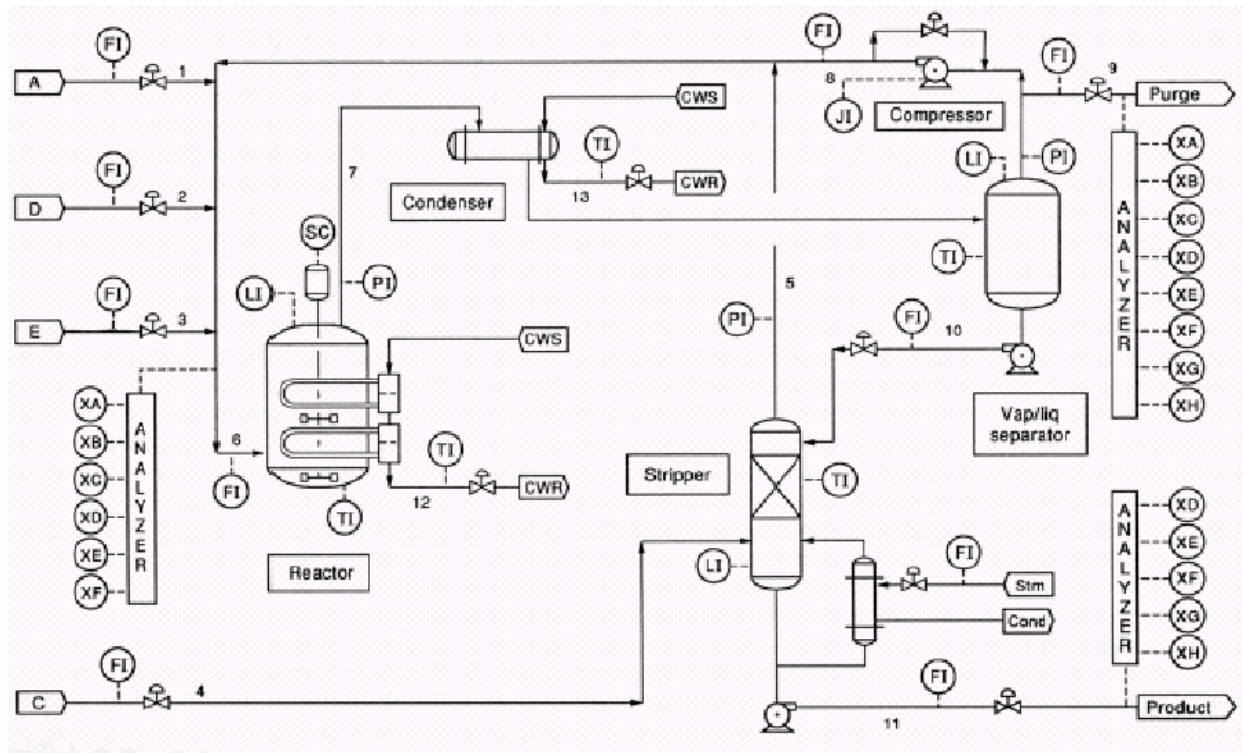 FI
FI
FI
9
A
1
8
CWS
JI
Compressor
Purge
FI
7
TI
LI
PI
XA
D
2
Condenser
13
CWR
XB
SC
XC
FI
LI
PI
TI
XD
E
3
5
PI
FI
10
XE
CWS
XF
XA
XG
XB
6
TI
Vap/liq
separator
XH
XC
FI
12
CWR
Stripper
TI
XD
TI
XD
XE
Reactor
LI
FI
XE
XF
Stm
XF
Cond
XG
FI
XH
C
4
FI
11
Product
ANALYZER
ANALYZER
ANALYZER